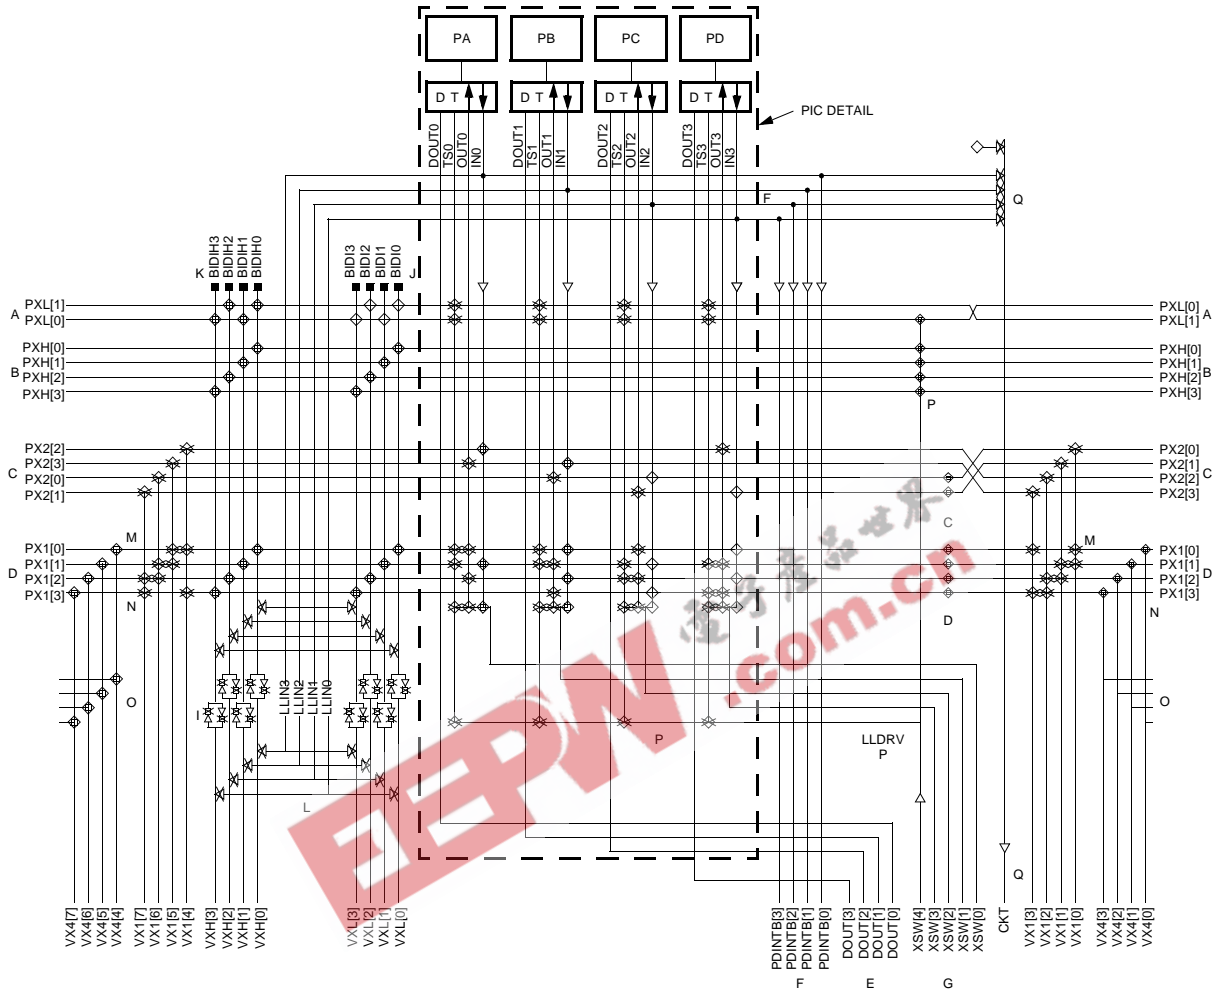 PA
PB
PC
PD
D T
D T
D T
D T
PIC DETAIL
DOUT0
TS0
OUT0
IN0
DOUT1
TS1
OUT1
IN1
DOUT2
TS2
OUT2
IN2
DOUT3
TS3
OUT3
IN3
F
Q
K
BIDIH3
BIDIH2
BIDIH1
BIDIH0
BIDI3
BIDI2
BIDI1
BIDI0
J
A
PXL[1]
PXL[0]
PXL[0]
PXL[1]
A
B
PXH[0]
PXH[1]
PXH[2]
PXH[3]
PXH[0]
PXH[1]
PXH[2]
PXH[3]
B
P
C
PX2[2]
PX2[3]
PX2[0]
PX2[1]
PX2[0]
PX2[1]
PX2[2]
PX2[3]
C
C
M
M
D
PX1[0]
PX1[1]
PX1[2]
PX1[3]
PX1[0]
PX1[1]
PX1[2]
PX1[3]
D
N
D
N
電子產品世界
.com.cn
EEPW
LLIN3
LLIN2
LLIN1
LLIN0
O
O
I
P
LLDRV
P
L
Q
VX4[7]
VX4[6]
VX4[5]
VX4[4]
VX1[7]
VX1[6]
VX1[5]
VX1[4]
VXH[3]
VXH[2]
VXH[1]
VXH[0]
VXL[3]
VXL[2]
VXL[1]
VXL[0]
PDINTB[3]
PDINTB[2]
PDINTB[1]
PDINTB[0]
DOUT[3]
DOUT[2]
DOUT[1]
DOUT[0]
XSW[4]
XSW[3]
XSW[2]
XSW[1]
XSW[0]
CKT
VX1[3]
VX1[2]
VX1[1]
VX1[0]
VX4[3]
VX4[2]
VX4[1]
VX4[0]
F
E
G